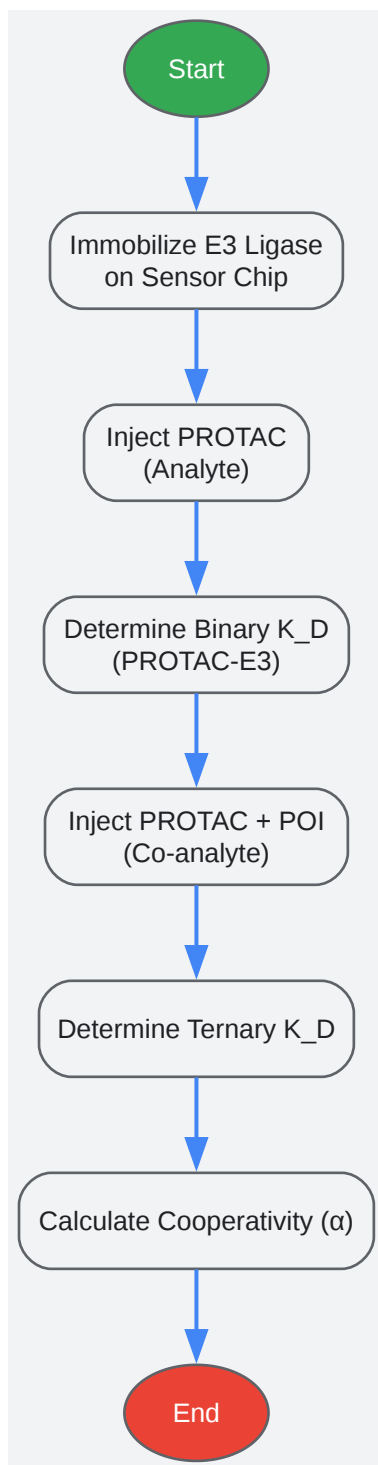 Start
Immobilize E3 Ligase
on Sensor Chip
Inject PROTAC
(Analyte)
Determine Binary K_D
(PROTAC-E3)
Inject PROTAC + POI
(Co-analyte)
Determine Ternary K_D
Calculate Cooperativity (α)
End